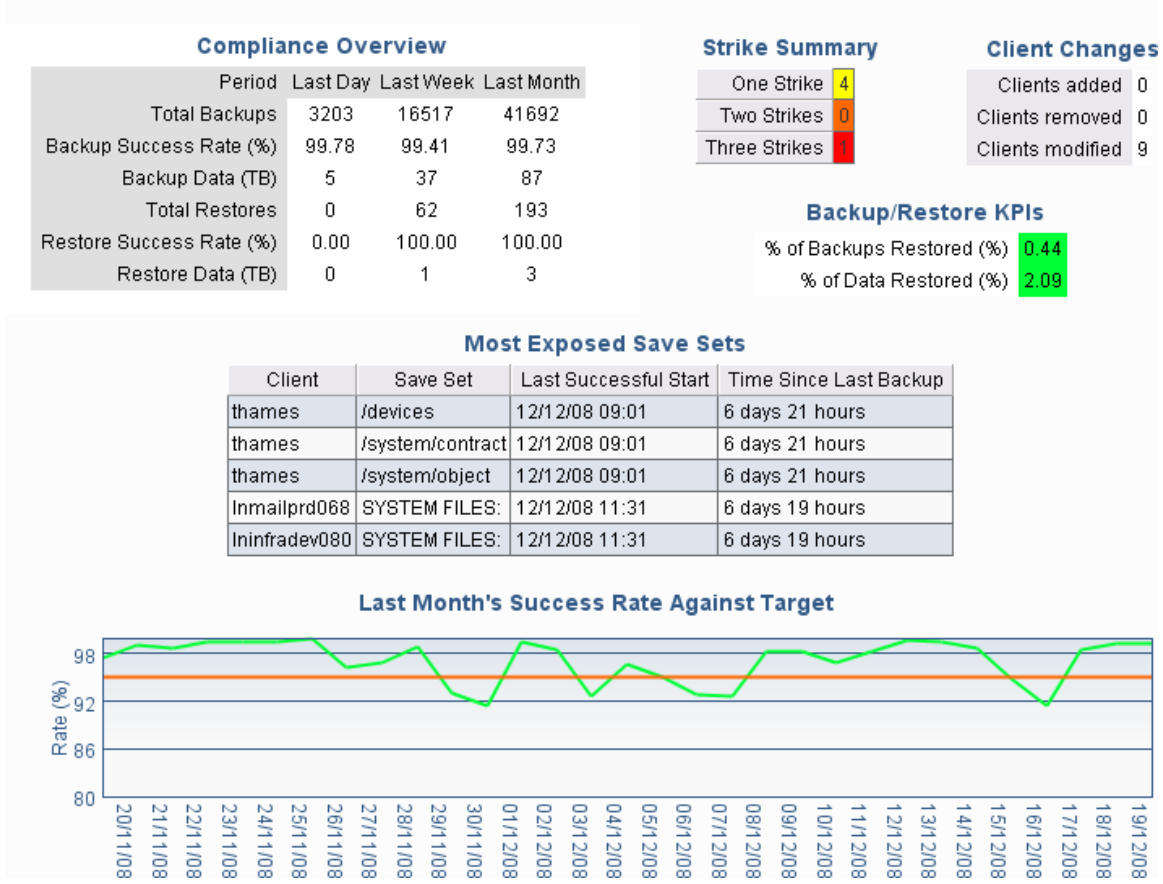 Compliance Overview
Period Last Day Last Week Last Month
Total Backups 3203 16517 41692
Backup Success Rate (%) 99.78 99.41 99.73
Backup Data (TB) 5 37 87
Total Restores 0 62 193
Restore Success Rate (%) 0.00 100.00 100.00
Restore Data (TB) 0 1 3
Strike Summary
One Strike 4
Two Strikes 0
Three Strikes 1
Client Changes
Clients added 0
Clients removed 0
Clients modified 9
Backup/Restore KPIs
% of Backups Restored (%) 0.44
% of Data Restored (%) 2.09
Most Exposed Save Sets
Client Save Set Last Successful Start Time Since Last Backup
thames /devices 12/12/08 09:01 6 days 21 hours
thames /system/contract 12/12/08 09:01 6 days 21 hours
thames /system/object 12/12/08 09:01 6 days 21 hours
lnmailprd068 SYSTEM FILES: 12/12/08 11:31 6 days 19 hours
lninfradev080 SYSTEM FILES: 12/12/08 11:31 6 days 19 hours
Last Month's Success Rate Against Target
Rate (%)
98
92
86
80
20/11/08
21/11/08
22/11/08
23/11/08
24/11/08
25/11/08
26/11/08
27/11/08
28/11/08
29/11/08
30/11/08
01/12/08
02/12/08
03/12/08
04/12/08
05/12/08
06/12/08
07/12/08
08/12/08
09/12/08
10/12/08
11/12/08
12/12/08
13/12/08
14/12/08
15/12/08
16/12/08
17/12/08
18/12/08
19/12/08